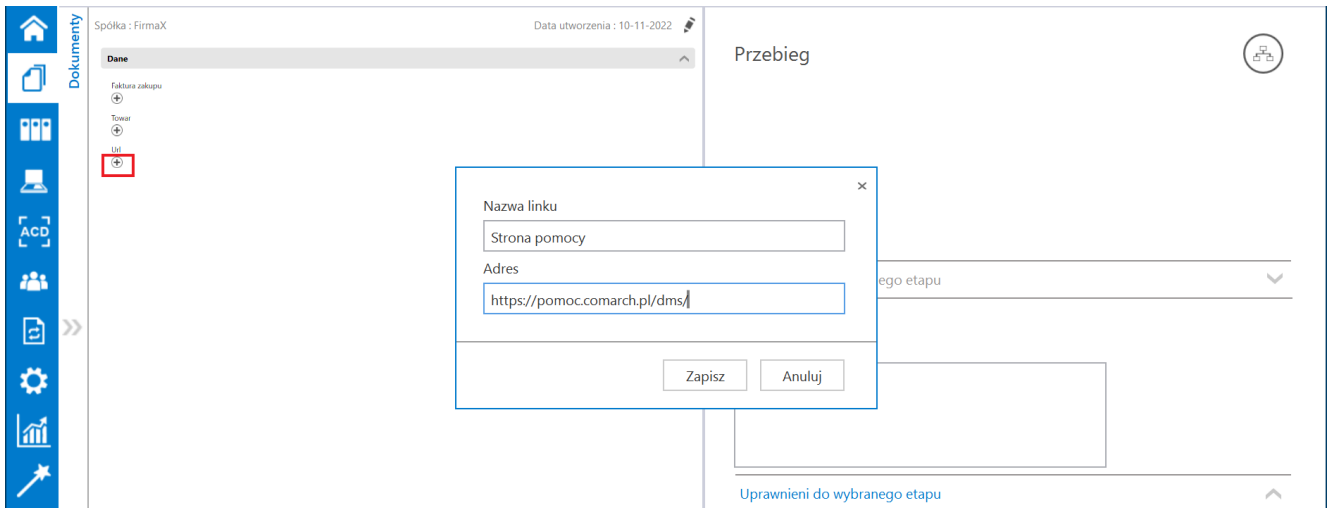 Dokumenty
Spółka : FirmaX
Data utworzenia : 10-11-2022
Dane
Faktura zakupu
Towar
Url
ACD
Przebieg
Nazwa linku
Strona pomocy
Adres
https://pomoc.comarch.pl/dms/
Zapisz
Anuluj
ego etapu
Uprawnieni do wybranego etapu